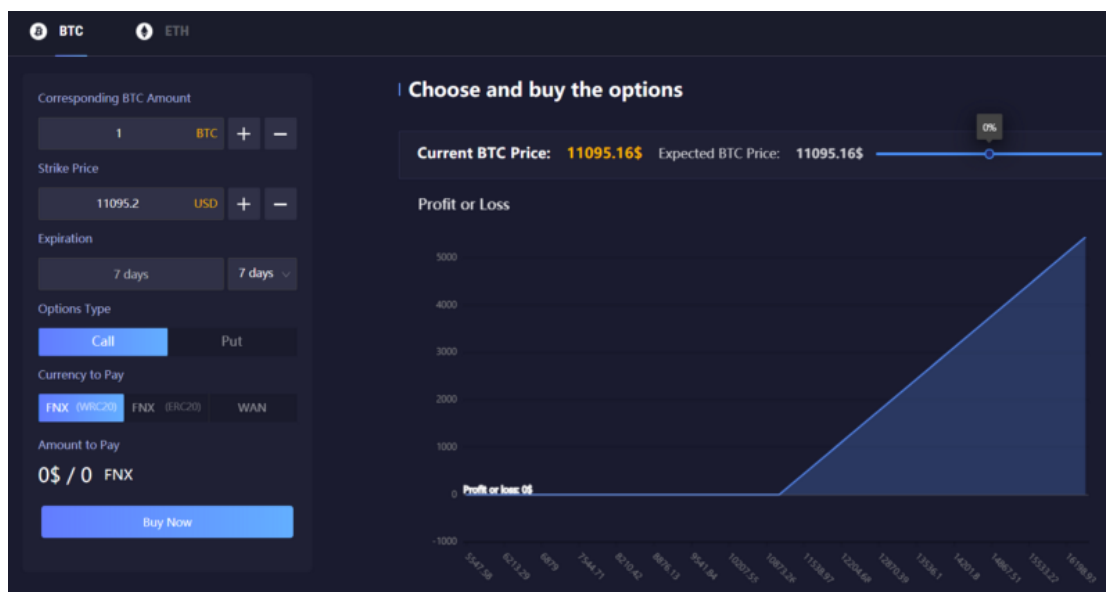 BTC ETH
Corresponding BTC Amount
1 BTC + −
Strike Price
11095.2 USD + −
Expiration
7 days 7 days
Options Type
Call Put
Currency to Pay
FNX (WRC20) FNX (ERC20) WAN
Amount to Pay
0$ / 0 FNX
Buy Now
Choose and buy the options
0%
Current BTC Price: 11095.16$ Expected BTC Price: 11095.16$
Profit or Loss
5000
4000
3000
2000
1000
0
Profit or loss: 0$
-1000
5547.58 6213.29 6879 7544.71 8210.42 8876.13 9541.84 10207.55 10873.26 11538.97 12204.68 12870.39 13536.1 14201.8 14867.51 15533.22 16198.93